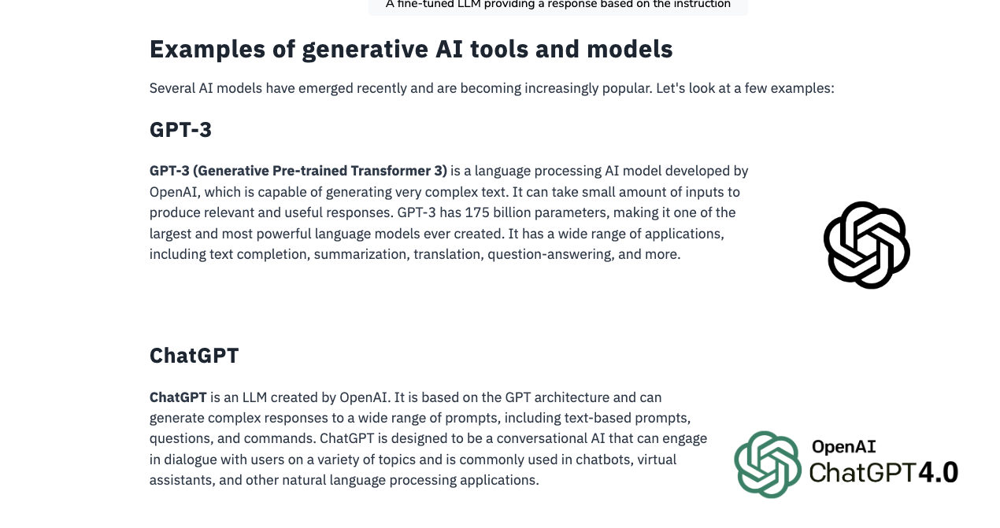 A fine-tuned LLM providing a response based on the instruction
Examples of generative AI tools and models
Several AI models have emerged recently and are becoming increasingly popular. Let's look at a few examples:
GPT-3
GPT-3 (Generative Pre-trained Transformer 3) is a language processing AI model developed by
OpenAI, which is capable of generating very complex text. It can take small amount of inputs to
produce relevant and useful responses. GPT-3 has 175 billion parameters, making it one of the
largest and most powerful language models ever created. It has a wide range of applications,
including text completion, summarization, translation, question-answering, and more.
ChatGPT
ChatGPT is an LLM created by OpenAI. It is based on the GPT architecture and can
generate complex responses to a wide range of prompts, including text-based prompts,
questions, and commands. ChatGPT is designed to be a conversational AI that can engage
in dialogue with users on a variety of topics and is commonly used in chatbots, virtual
assistants, and other natural language processing applications.
OpenAI
ChatGPT4.0